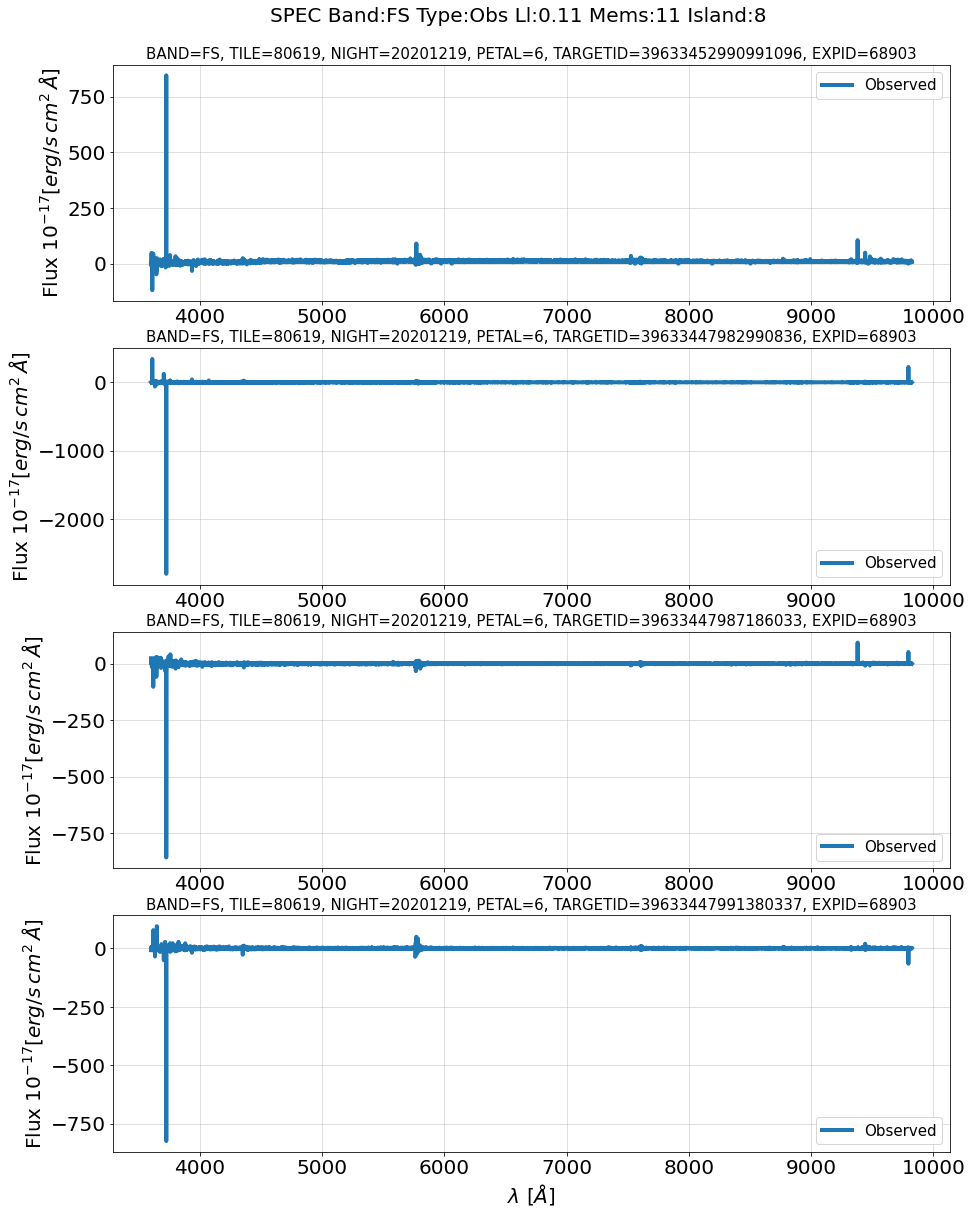 SPEC Band:FS Type:Obs Ll:0.11 Mems:11 Island:8
BAND=FS, TILE=80619, NIGHT=20201219, PETAL=6, TARGETID=39633452990991096, EXPID=68903
Flux 10^{-17}[erg/s cm^2 Å]
750
500
250
0
Observed
4000 5000 6000 7000 8000 9000 10000
BAND=FS, TILE=80619, NIGHT=20201219, PETAL=6, TARGETID=39633447982990836, EXPID=68903
Flux 10^{-17}[erg/s cm^2 Å]
0
−1000
−2000
Observed
4000 5000 6000 7000 8000 9000 10000
BAND=FS, TILE=80619, NIGHT=20201219, PETAL=6, TARGETID=39633447987186033, EXPID=68903
Flux 10^{-17}[erg/s cm^2 Å]
0
−250
−500
−750
Observed
4000 5000 6000 7000 8000 9000 10000
BAND=FS, TILE=80619, NIGHT=20201219, PETAL=6, TARGETID=39633447991380337, EXPID=68903
Flux 10^{-17}[erg/s cm^2 Å]
0
−250
−500
−750
Observed
4000 5000 6000 7000 8000 9000 10000
λ [Å]